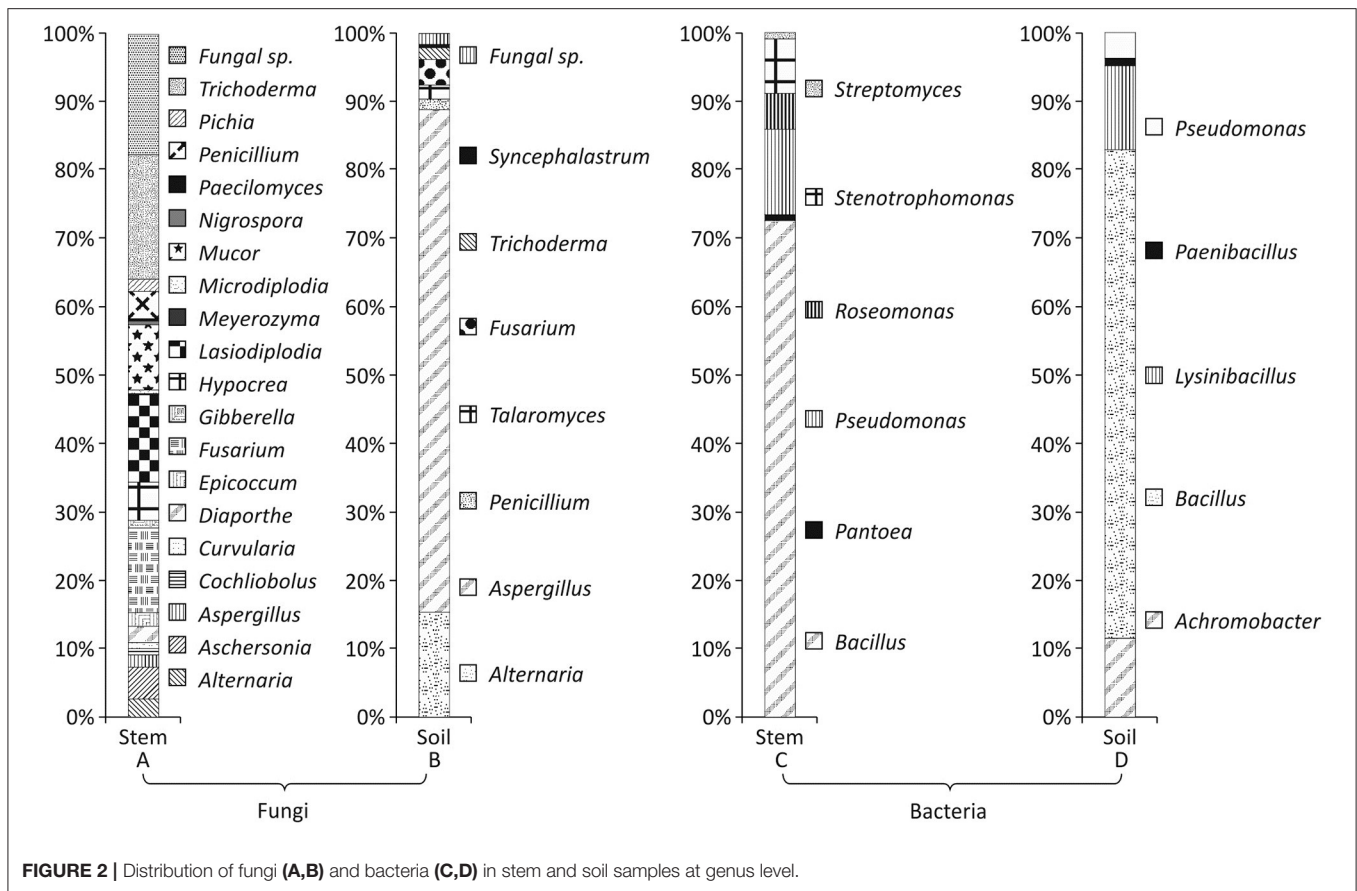 100%
90%
80%
70%
60%
50%
40%
30%
20%
10%
0%
Stem
A
Fungal sp.
Trichoderma
Pichia
Penicillium
Paecilomyces
Nigrospora
Mucor
Microdiplodia
Meyerozyma
Lasiodiplodia
Hypocrea
Gibberella
Fusarium
Epicoccum
Diaporthe
Curvularia
Cochliobolus
Aspergillus
Aschersonia
Alternaria
100%
90%
80%
70%
60%
50%
40%
30%
20%
10%
0%
Soil
B
Fungal sp.
Syncephalastrum
Trichoderma
Fusarium
Talaromyces
Penicillium
Aspergillus
Alternaria
Fungi
100%
90%
80%
70%
60%
50%
40%
30%
20%
10%
0%
Stem
C
Streptomyces
Stenotrophomonas
Roseomonas
Pseudomonas
Pantoea
Bacillus
100%
90%
80%
70%
60%
50%
40%
30%
20%
10%
0%
Soil
D
Pseudomonas
Paenibacillus
Lysinibacillus
Bacillus
Achromobacter
Bacteria
FIGURE 2 | Distribution of fungi (A,B) and bacteria (C,D) in stem and soil samples at genus level.